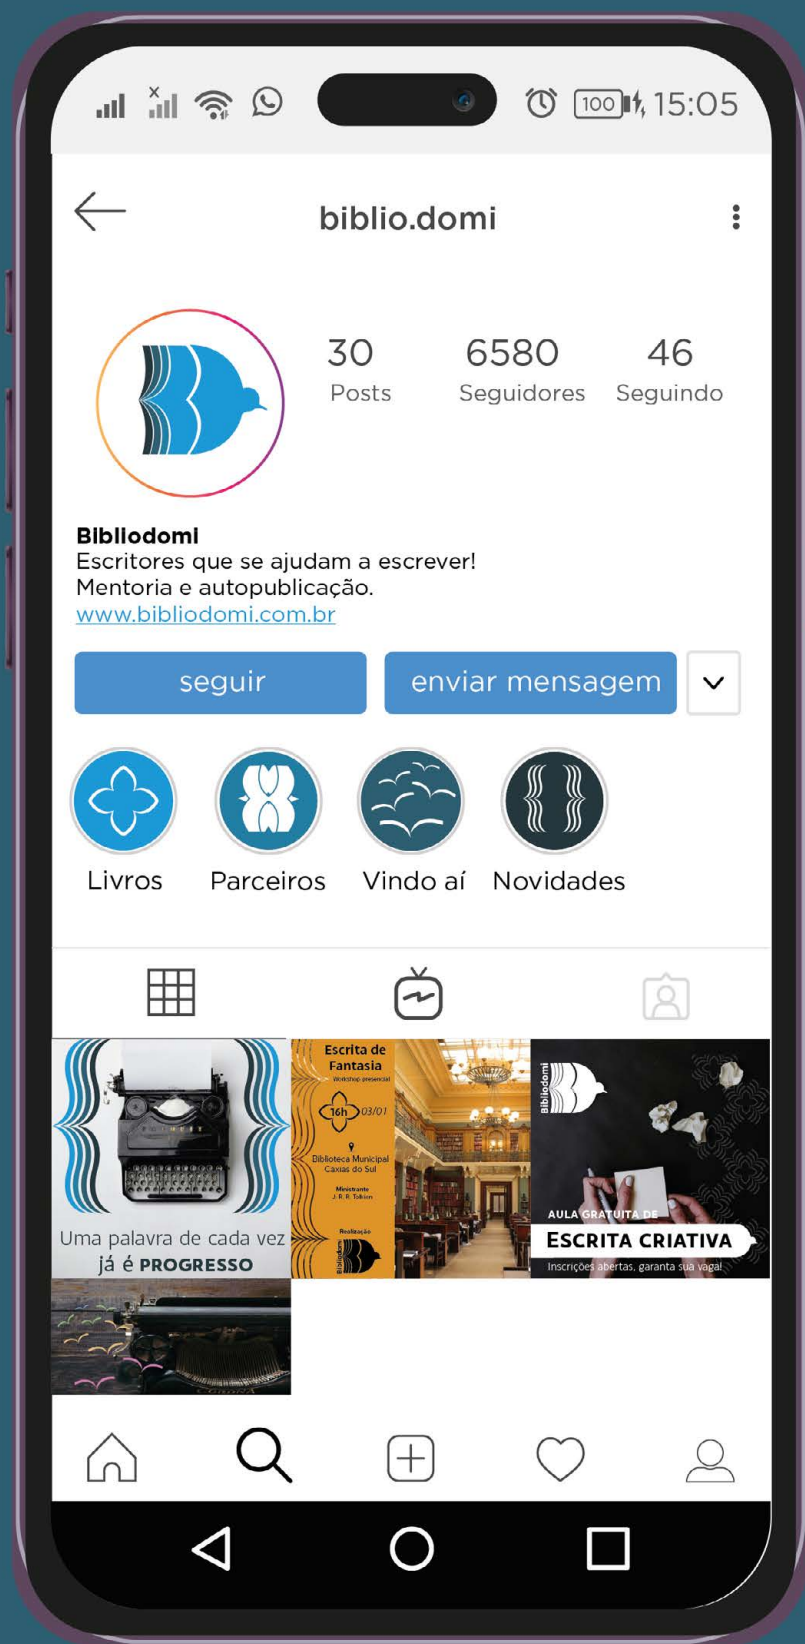 100
15:05
biblio.domi
30
6580
46
Posts
Seguidores
Seguindo
Bibliodomi
Escritores que se ajudam a escrever!
Mentoria e autopublicação.
www.bibliodomi.com.br
seguir
enviar mensagem
Livros
Parceiros
Vindo aí
Novidades
Uma palavra de cada vez
já é PROGRESSO
Escrita de
Fantasia
Workshop presencial
16h 03/01
Biblioteca Municipal
Caxias do Sul
Ministrante
J. R. R. Tolkien
Realização
Bibliodomi
Bibliodomi
AULA GRATUITA DE
ESCRITA CRIATIVA
Inscrições abertas, garanta sua vaga!
CORONA